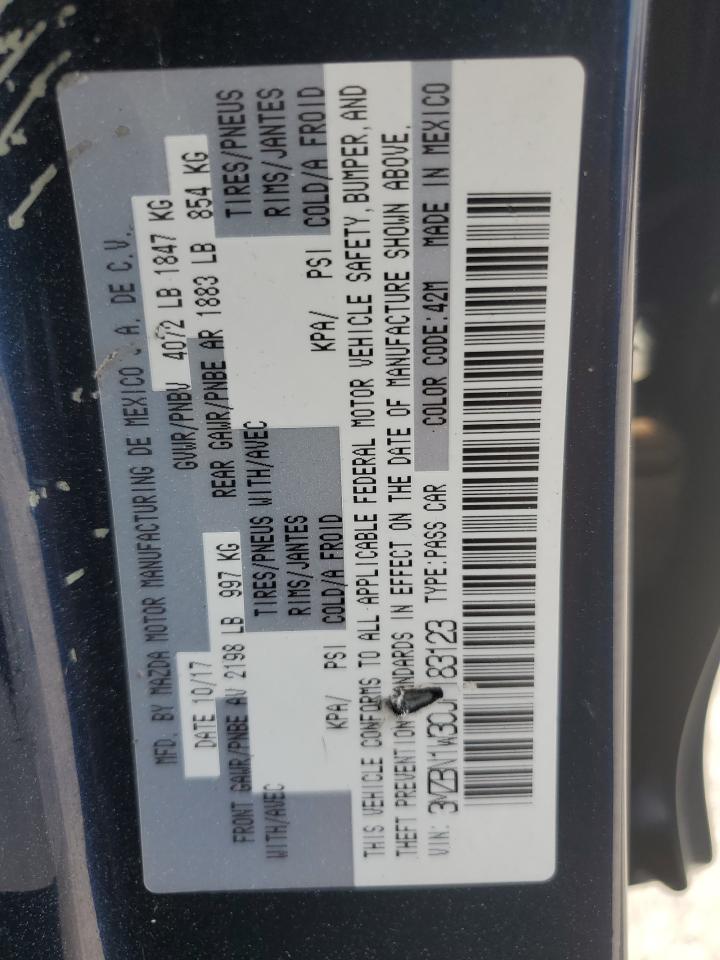 MFD. BY MAZDA MOTOR MANUFACTURING DE MEXICO S.A. DE C.V.
DATE 10/17 GVWR/PNBV 4072 LB 1847 KG
FRONT GAWR/PNBE AV 2198 LB 997 KG REAR GAWR/PNBE AR 1883 LB 854 KG
WITH/AVEC TIRES/PNEUS WITH/AVEC TIRES/PNEUS
RIMS/JANTES RIMS/JANTES
KPA/ PSI COLD/A FROID KPA/ PSI COLD/A FROID
THIS VEHICLE CONFORMS TO ALL APPLICABLE FEDERAL MOTOR VEHICLE SAFETY, BUMPER, AND
THEFT PREVENTION STANDARDS IN EFFECT ON THE DATE OF MANUFACTURE SHOWN ABOVE.
VIN: TYPE:PASS CAR COLOR CODE:42M MADE IN MEXICO